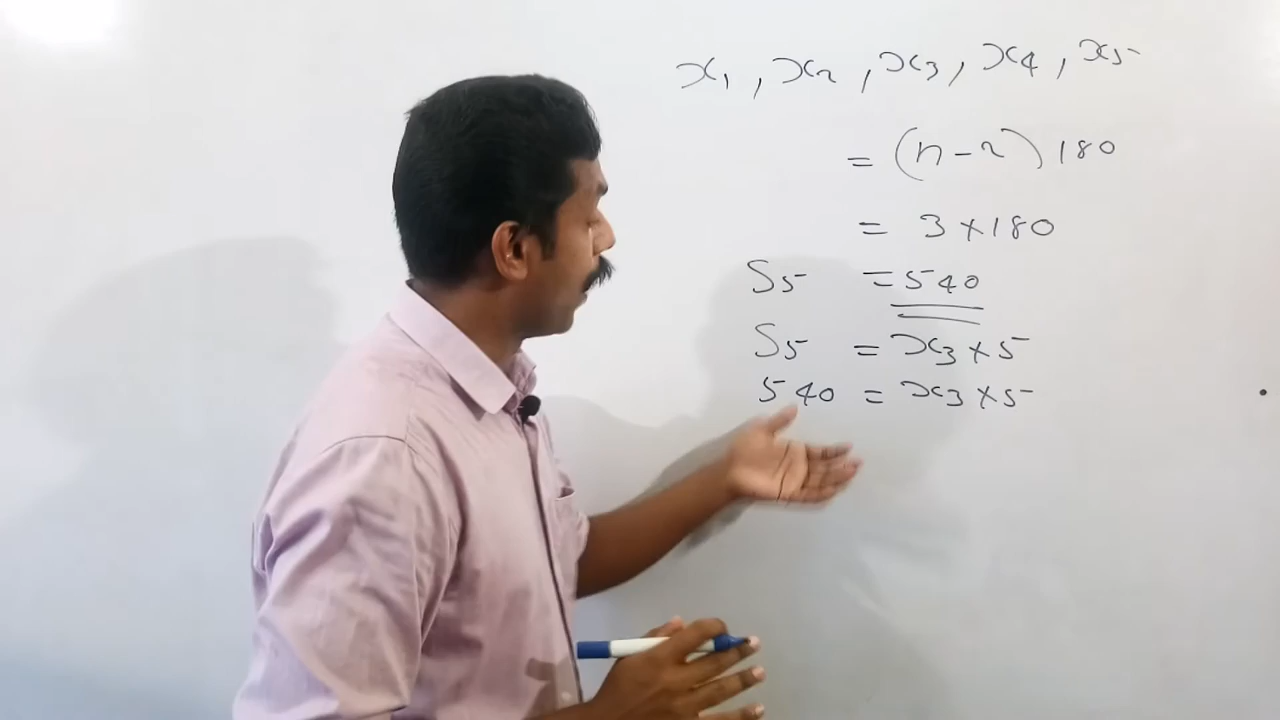 x1, x2, x3, x4, x5
= (n-2) 180
= 3 × 180
S5 = 540
S5 = x3 × 5
540 = x3 × 5